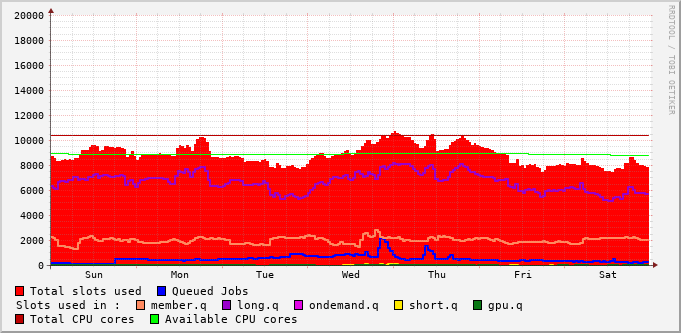 RRDTOOL / TOBI OETIKER
20000
18000
16000
14000
12000
10000
8000
6000
4000
2000
0
Sun Mon Tue Wed Thu Fri Sat
Total slots used Queued Jobs
Slots used in : member.q long.q ondemand.q short.q gpu.q
Total CPU cores Available CPU cores